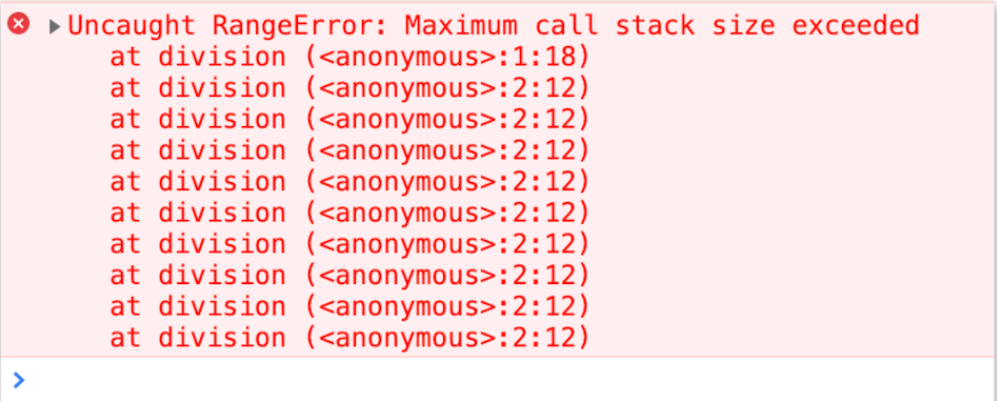 Uncaught RangeError: Maximum call stack size exceeded
at division (<anonymous>:1:18)
at division (<anonymous>:2:12)
at division (<anonymous>:2:12)
at division (<anonymous>:2:12)
at division (<anonymous>:2:12)
at division (<anonymous>:2:12)
at division (<anonymous>:2:12)
at division (<anonymous>:2:12)
at division (<anonymous>:2:12)
at division (<anonymous>:2:12)